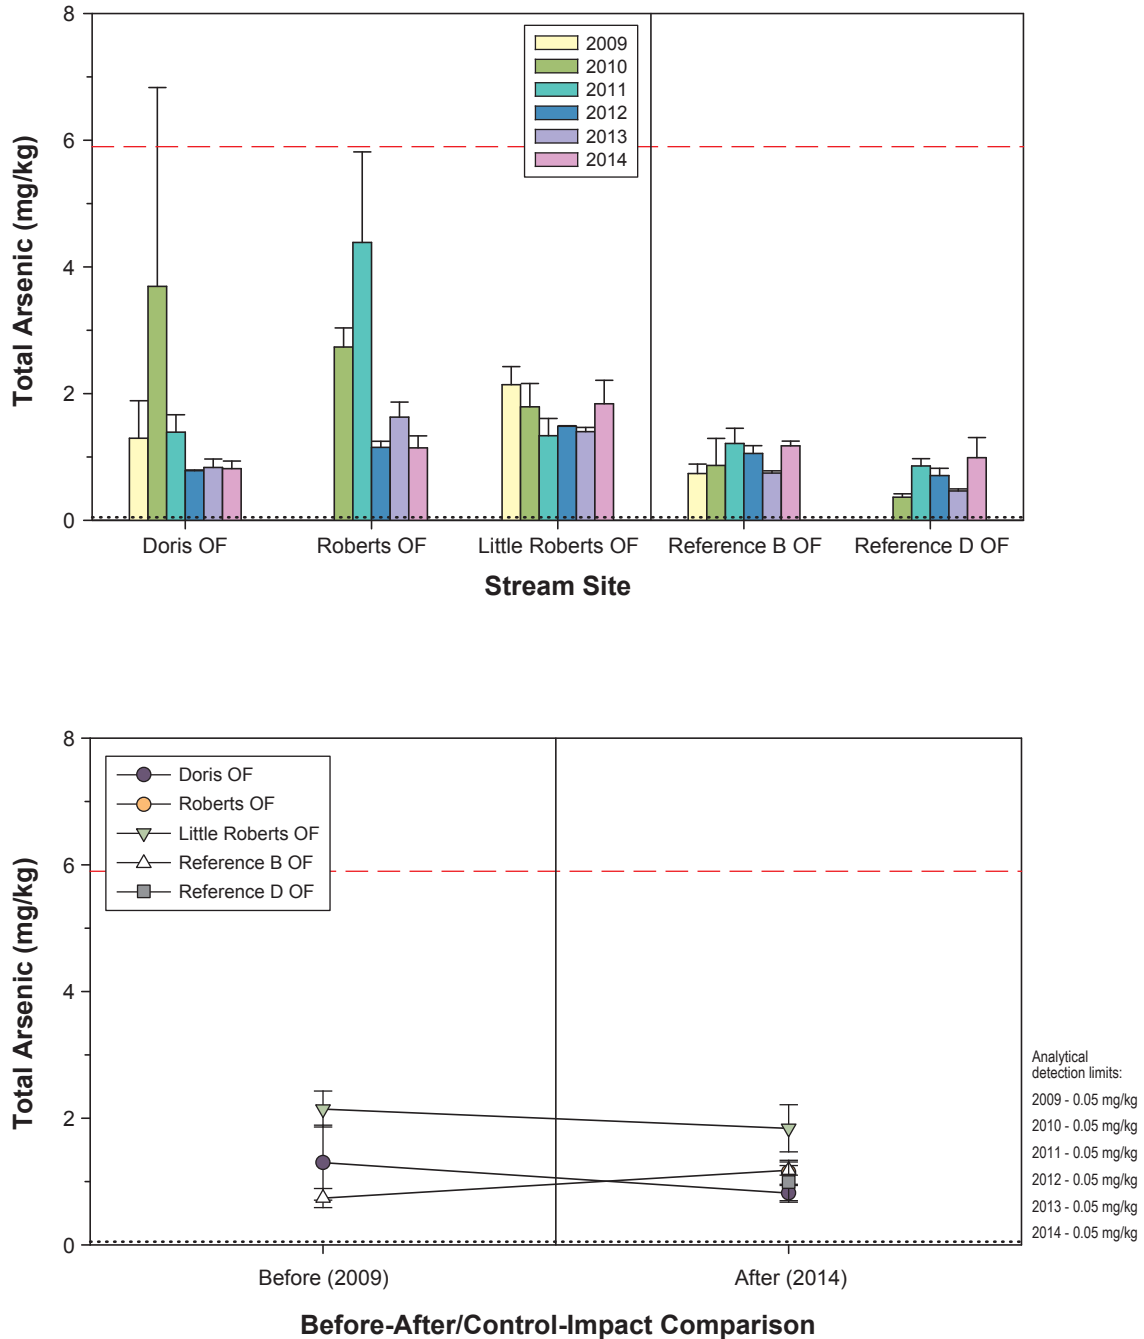 8
6
4
2
0
Total Arsenic (mg/kg)
2009
2010
2011
2012
2013
2014
Doris OF
Roberts OF
Little Roberts OF
Reference B OF
Reference D OF
Stream Site
8
6
4
2
0
Total Arsenic (mg/kg)
Doris OF
Roberts OF
Little Roberts OF
Reference B OF
Reference D OF
Analytical
detection limits:
2009 - 0.05 mg/kg
2010 - 0.05 mg/kg
2011 - 0.05 mg/kg
2012 - 0.05 mg/kg
2013 - 0.05 mg/kg
2014 - 0.05 mg/kg
Before (2009)
After (2014)
Before-After/Control-Impact Comparison